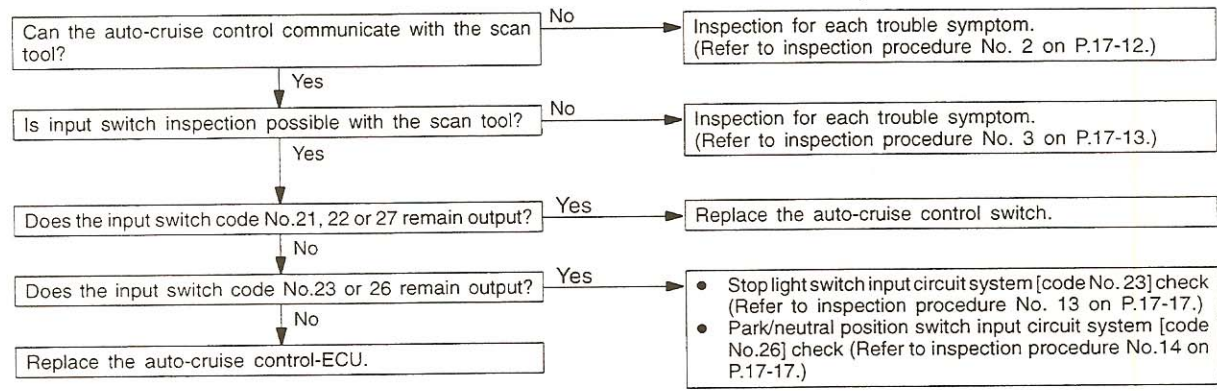 Can the auto-cruise control communicate with the scan
tool?
No
Inspection for each trouble symptom.
(Refer to inspection procedure No. 2 on P.17-12.)
Yes
Is input switch inspection possible with the scan tool?
No
Inspection for each trouble symptom.
(Refer to inspection procedure No. 3 on P.17-13.)
Yes
Does the input switch code No.21, 22 or 27 remain output?
Yes
Replace the auto-cruise control switch.
No
Does the input switch code No.23 or 26 remain output?
Yes
● Stop light switch input circuit system [code No. 23] check
(Refer to inspection procedure No. 13 on P.17-17.)
● Park/neutral position switch input circuit system [code
No.26] check (Refer to inspection procedure No.14 on
P.17-17.)
No
Replace the auto-cruise control-ECU.